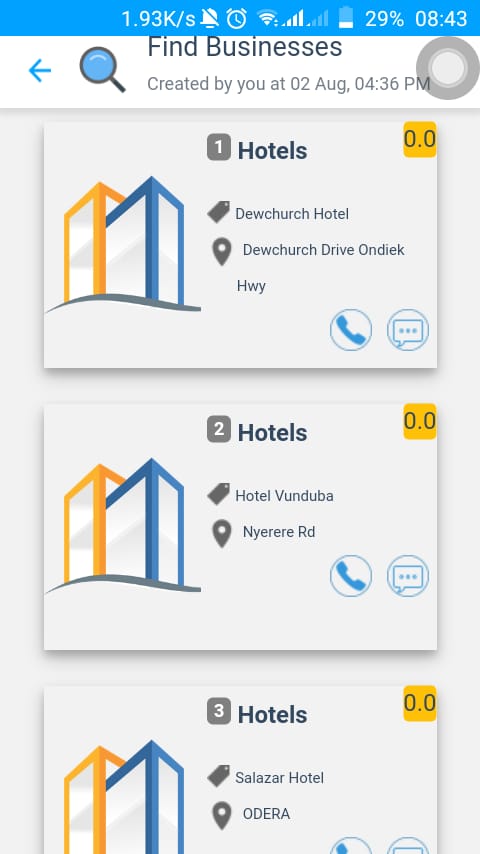 1.93K/s 29% 08:43
Find Businesses
Created by you at 02 Aug, 04:36 PM
1 Hotels 0.0
Dewchurch Hotel
Dewchurch Drive Ondiek
Hwy
2 Hotels 0.0
Hotel Vunduba
Nyerere Rd
3 Hotels 0.0
Salazar Hotel
ODERA